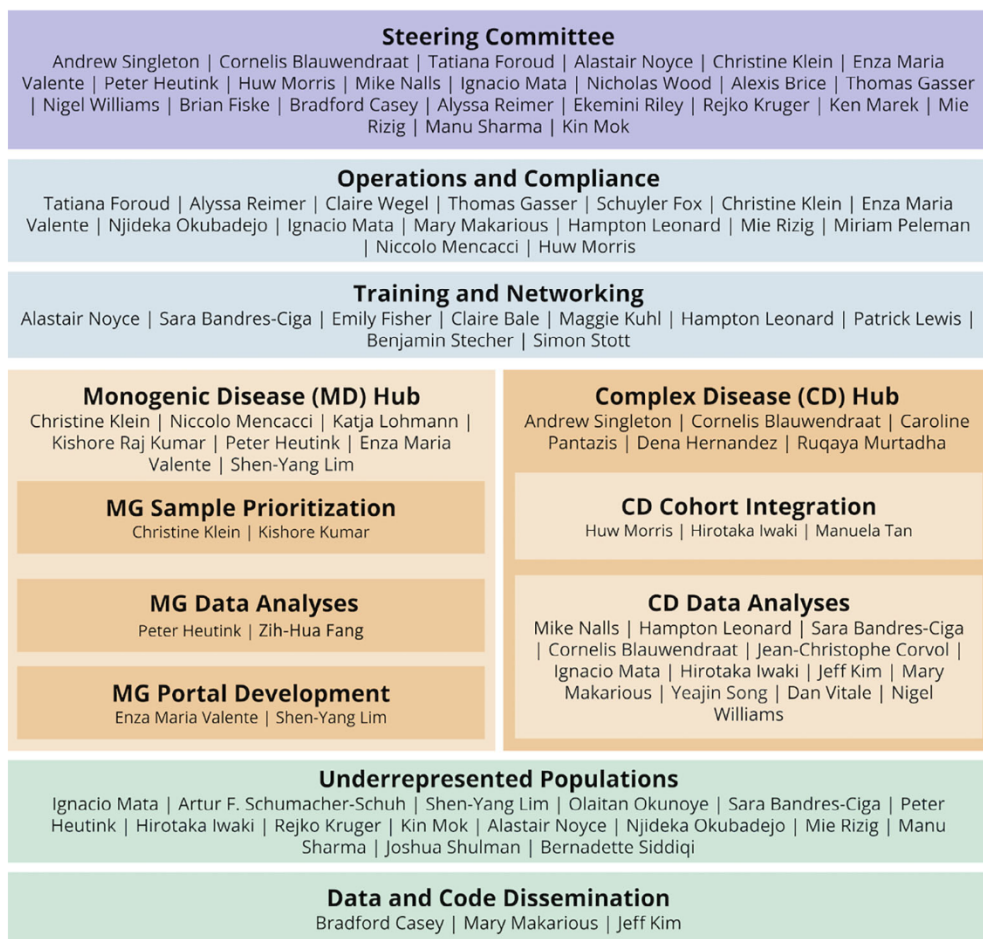 Steering Committee
Andrew Singleton | Cornelis Blauwendraat | Tatiana Foroud | Alastair Noyce | Christine Klein | Enza Maria
Valente | Peter Heutink | Huw Morris | Mike Nalls | Ignacio Mata | Nicholas Wood | Alexis Brice | Thomas Gasser
| Nigel Williams | Brian Fiske | Bradford Casey | Alyssa Reimer | Ekemini Riley | Rejko Kruger | Ken Marek | Mie
Rizig | Manu Sharma | Kin Mok
Operations and Compliance
Tatiana Foroud | Alyssa Reimer | Claire Wegel | Thomas Gasser | Schuyler Fox | Christine Klein | Enza Maria
Valente | Njideka Okubadejo | Ignacio Mata | Mary Makarious | Hampton Leonard | Mie Rizig | Miriam Peleman
| Niccolo Mencacci | Huw Morris
Training and Networking
Alastair Noyce | Sara Bandres-Ciga | Emily Fisher | Claire Bale | Maggie Kuhl | Hampton Leonard | Patrick Lewis |
Benjamin Stecher | Simon Stott
Monogenic Disease (MD) Hub
Christine Klein | Niccolo Mencacci | Katja Lohmann |
Kishore Raj Kumar | Peter Heutink | Enza Maria
Valente | Shen-Yang Lim
MG Sample Prioritization
Christine Klein | Kishore Kumar
MG Data Analyses
Peter Heutink | Zih-Hua Fang
MG Portal Development
Enza Maria Valente | Shen-Yang Lim
Complex Disease (CD) Hub
Andrew Singleton | Cornelis Blauwendraat | Caroline
Pantazis | Dena Hernandez | Ruqaya Murtadha
CD Cohort Integration
Huw Morris | Hirotaka Iwaki | Manuela Tan
CD Data Analyses
Mike Nalls | Hampton Leonard | Sara Bandres-Ciga
| Cornelis Blauwendraat | Jean-Christophe Corvol |
Ignacio Mata | Hirotaka Iwaki | Jeff Kim | Mary
Makarious | Yeajin Song | Dan Vitale | Nigel
Williams
Underrepresented Populations
Ignacio Mata | Artur F. Schumacher-Schuh | Shen-Yang Lim | Olaitan Okunoye | Sara Bandres-Ciga | Peter
Heutink | Hirotaka Iwaki | Rejko Kruger | Kin Mok | Alastair Noyce | Njideka Okubadejo | Mie Rizig | Manu
Sharma | Joshua Shulman | Bernadette Siddiqi
Data and Code Dissemination
Bradford Casey | Mary Makarious | Jeff Kim